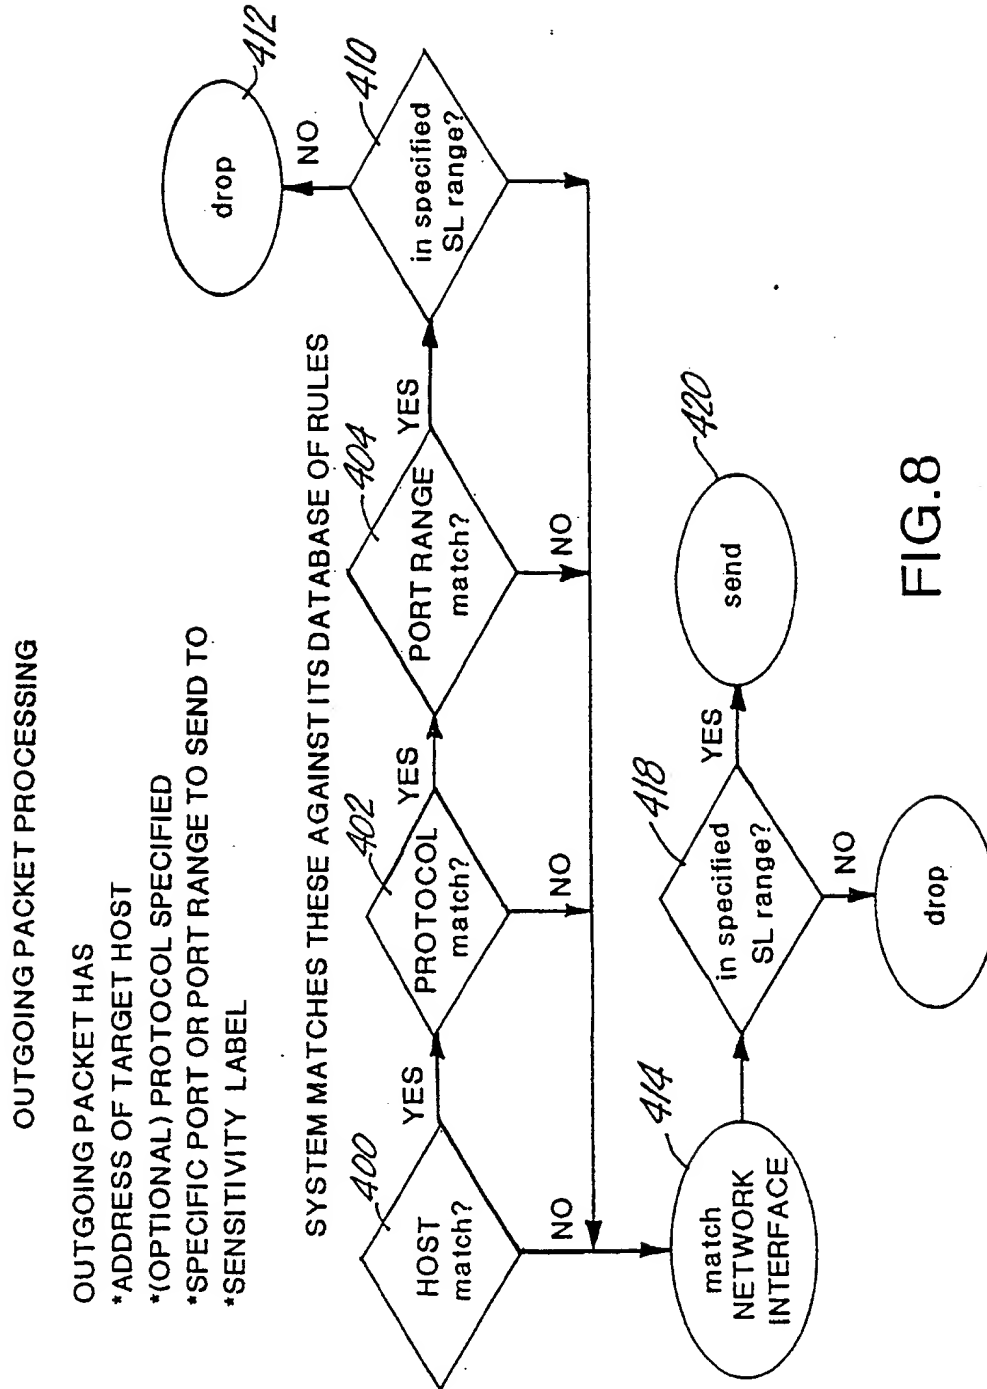 OUTGOING PACKET PROCESSING
OUTGOING PACKET HAS
*ADDRESS OF TARGET HOST
*(OPTIONAL) PROTOCOL SPECIFIED
*SPECIFIC PORT OR PORT RANGE TO SEND TO
*SENSITIVITY LABEL
SYSTEM MATCHES THESE AGAINST ITS DATABASE OF RULES
400
HOST
match?
YES
NO
402
PROTOCOL
match?
YES
NO
404
PORT RANGE
match?
YES
NO
410
in specified
SL range?
NO
412
drop
414
match
NETWORK
INTERFACE
418
in specified
SL range?
YES
NO
420
send
drop
FIG.8